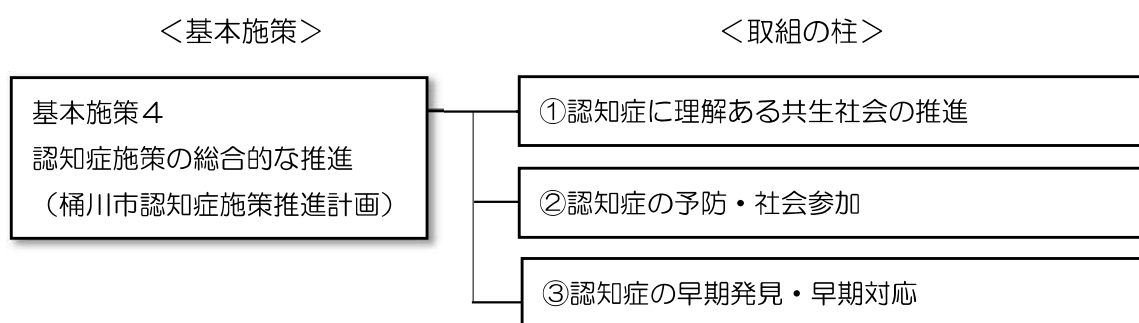 ＜基本施策＞
＜取組の柱＞
基本施策４
認知症施策の総合的な推進
（桶川市認知症施策推進計画）
①認知症に理解ある共生社会の推進
②認知症の予防・社会参加
③認知症の早期発見・早期対応